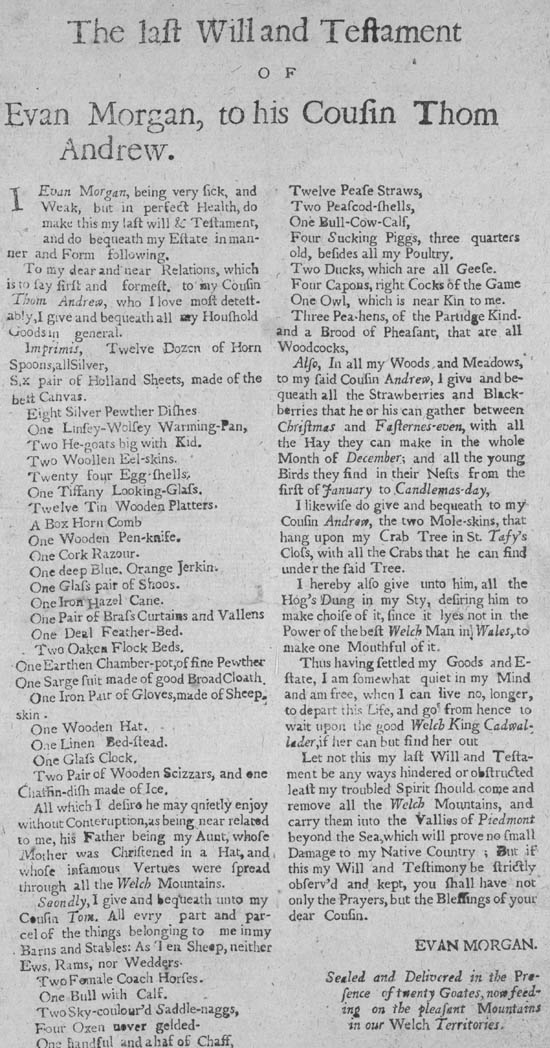 The laſt Will and Teſtament
OF
Evan Morgan, to his Couſin Thom
Andrew.
I Evan Morgan, being very ſick, and
Weak, but in perfect Health, do
make this my laſt will & Teſtament,
and do bequeath my Eſtate in man-
ner and Form following.
To my dear and near Relations, which
is to ſay firſt and formeſt. to my Couſin
Thom Andrew, who I love moſt deteſt-
ably, I give and bequeath all my Houſhold
Goods in general.
Imprimis, Twelve Dozen of Horn
Spoons, all Silver,
Six pair of Holland Sheets, made of the
beſt Canvas.
Eight Silver Pewther Diſhes
One Linſey-Wolſey Warming-Pan,
Two He-goats big with Kid.
Two Woollen Eel-skins.
Twenty four Egg-ſhells.
One Tiffany Looking-Glaſs.
Twelve Tin Wooden Platters.
A Box Horn Comb
One Wooden Pen-knife.
One Cork Razour.
One deep Blue. Orange Jerkin.
One Glaſs pair of Shoos.
One Iron Hazel Cane.
One Pair of Braſs Curtains and Vallens
One Deal Feather-Bed.
Two Oaken Flock Beds.
One Earthen Chamber-pot, of fine Pewther
One Sarge ſuit made of good Broad Cloath.
One Iron Pair of Gloves, made of Sheep
skin.
One Wooden Hat.
One Linen Bed-ſtead.
One Glaſs Clock,
Two Pair of Wooden Scizzars, and one
Chaffin-diſh made of Ice.
All which I deſire he may qnietly enjoy
without Conteruption, as being near related
to me, his Father being my Aunt, whoſe
Mother was Chriſtened in a Hat, and
whoſe infamous Vertues were ſpread
through all the Welch Mountains.
Secondly, I give and bequeath unto my
Couſin Tom. All evry part and par-
cel of the things belonging to me in my
Barns and Stables: As Ten Sheep, neither
Ews, Rams, nor Wedders.
Two Female Coach Horſes.
One Bull with Calf.
Two Sky-coulour'd Saddle-naggs,
Four Oxen never gelded-
One handful and a haf of Chaff,
Twelve Peaſe Straws,
Two Peaſcod-ſhells,
One Bull-Cow-Calf,
Four Sucking Piggs, three quarters
old, beſides all my Poultry.
Two Ducks, which are all Geeſe.
Four Capons, right Cocks of the Game
One Owl, which is near Kin to me.
Three Pea-hens, of the Partidge Kind.
and a Brood of Pheaſant, that are all
Woodcocks,
Alſo, In all my Woods and Meadows,
to my ſaid Couſin Andrew, I give and be-
queath all the Strawberries and Black-
berries that he or his can gather between
Chriſtmas and Faſternes-even, with all
the Hay they can make in the whole
Month of December; and all the young
Birds they find in their Neſts from the
firſt of January to Candlemas-day,
I likewiſe do give and bequeath to my
Couſin Andrew, the two Mole-skins, that
hang upon my Crab Tree in St. Tafy's
Cloſs, with all the Crabs that he can find
under the ſaid Tree.
I hereby alſo give unto him, all the
Hog's Dung in my Sty, deſiring him to
make choiſe of it, ſince it lyes not in the
Power of the beſt Welch Man in Wales, to
make one Mouthful of it.
Thus having ſettled my Goods and E-
ſtate, I am ſomewhat quiet in my Mind
and am free, when I can live no, longer,
to depart this Life, and go from hence to
wait upon the good Welch King Cadwal-
lader, if her can but find her out
Let not this my laſt Will and Teſta-
ment be any ways hindered or obſtructed
leaſt my troubled Spirit ſhould come and
remove all the Welch Mountains, and
carry them into the Vallies of Piedmont
beyond the Sea, which will prove no ſmall
Damage to my Native Country; But if
this my Will and Teſtimony be ſtrictly
obſerv'd and kept, you ſhall have not
only the Prayers, but the Bleſſings of your
dear Couſin.
EVAN MORGAN.
Sealed and Delivered in the Pre-
ſence of twenty Goates, now feed-
ing on the pleaſant Mountains
in our Welch Territories.